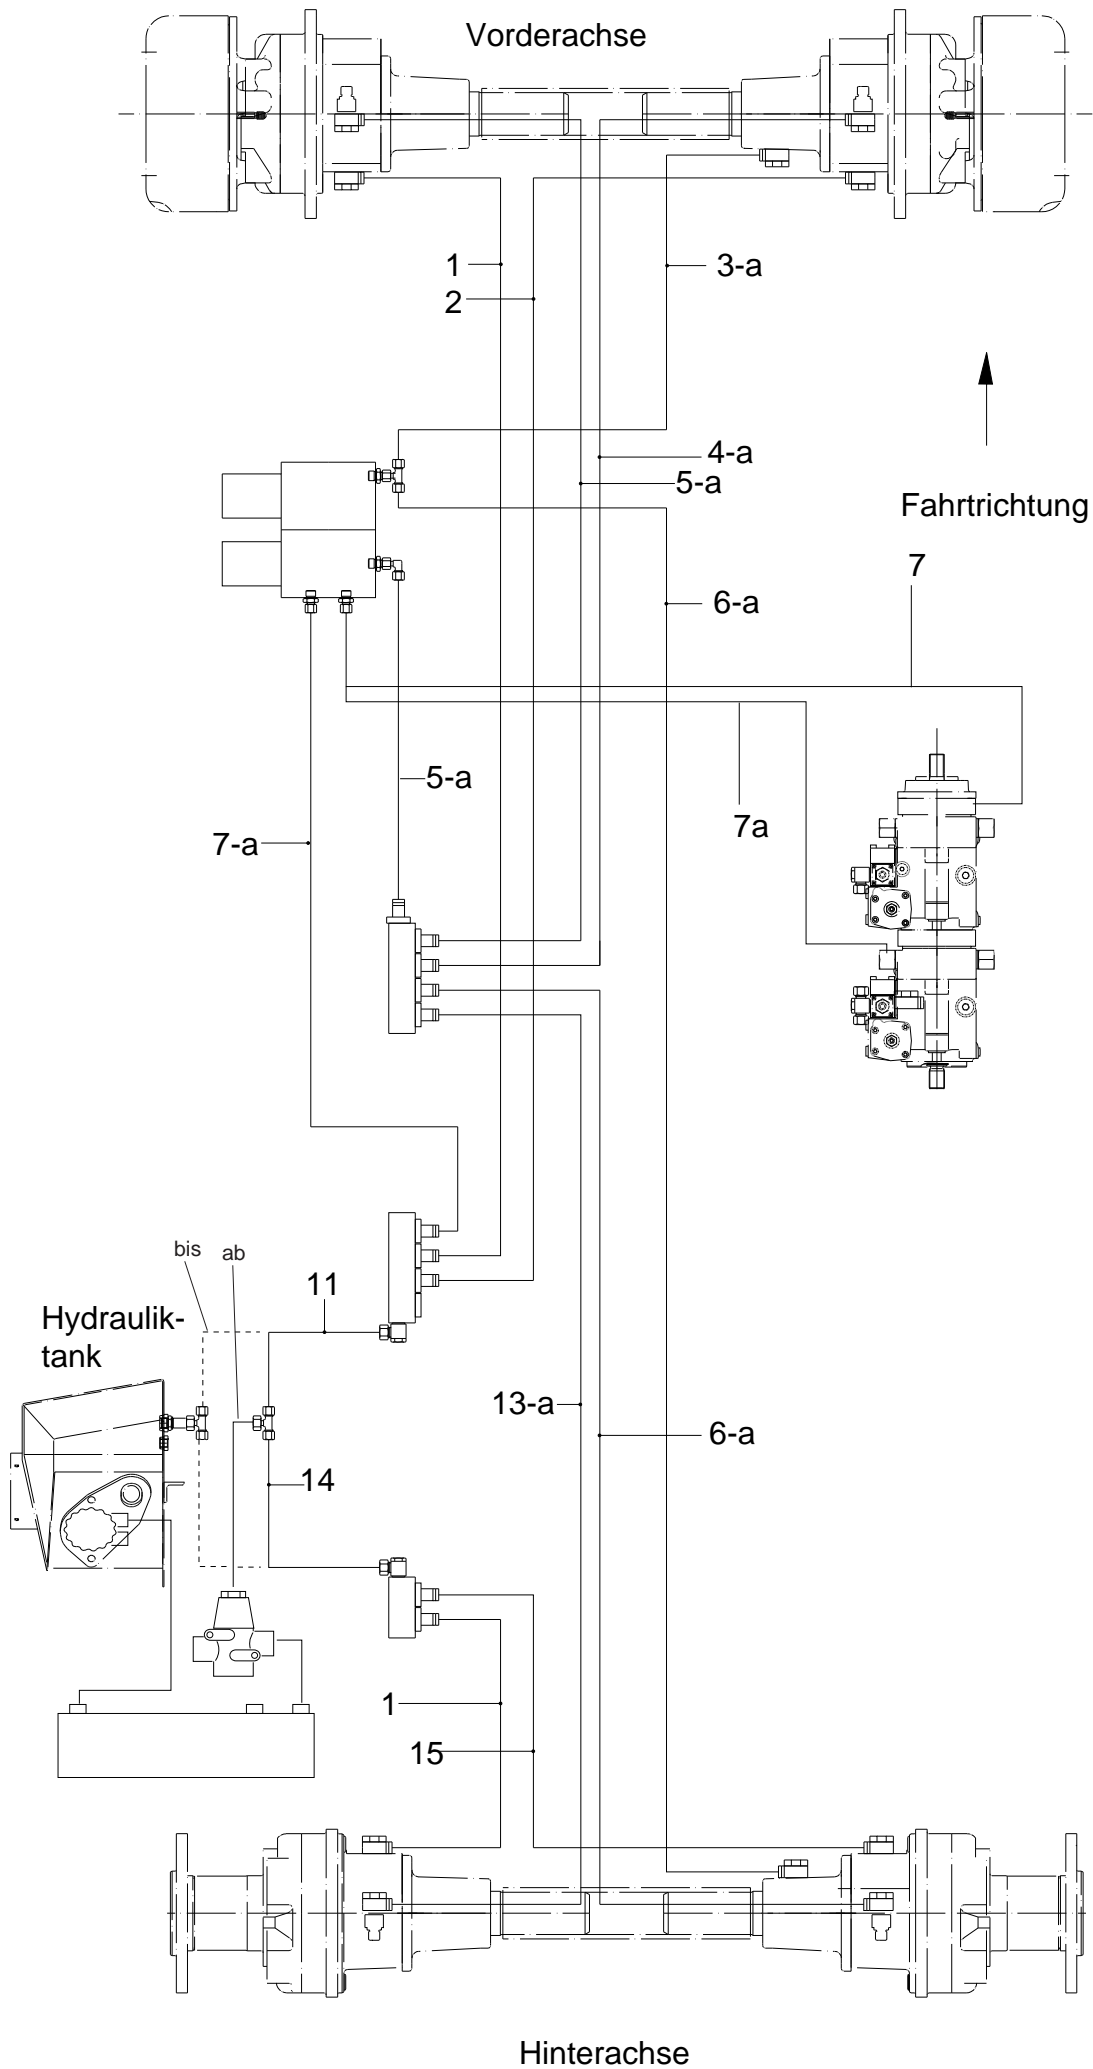 Vorderachse
1
3-a
2
4-a
5-a
Fahrtrichtung
7
6-a
5-a
7a
7-a
bis
ab
11
Hydraulik-
tank
13-a
6-a
14
1
15
Hinterachse